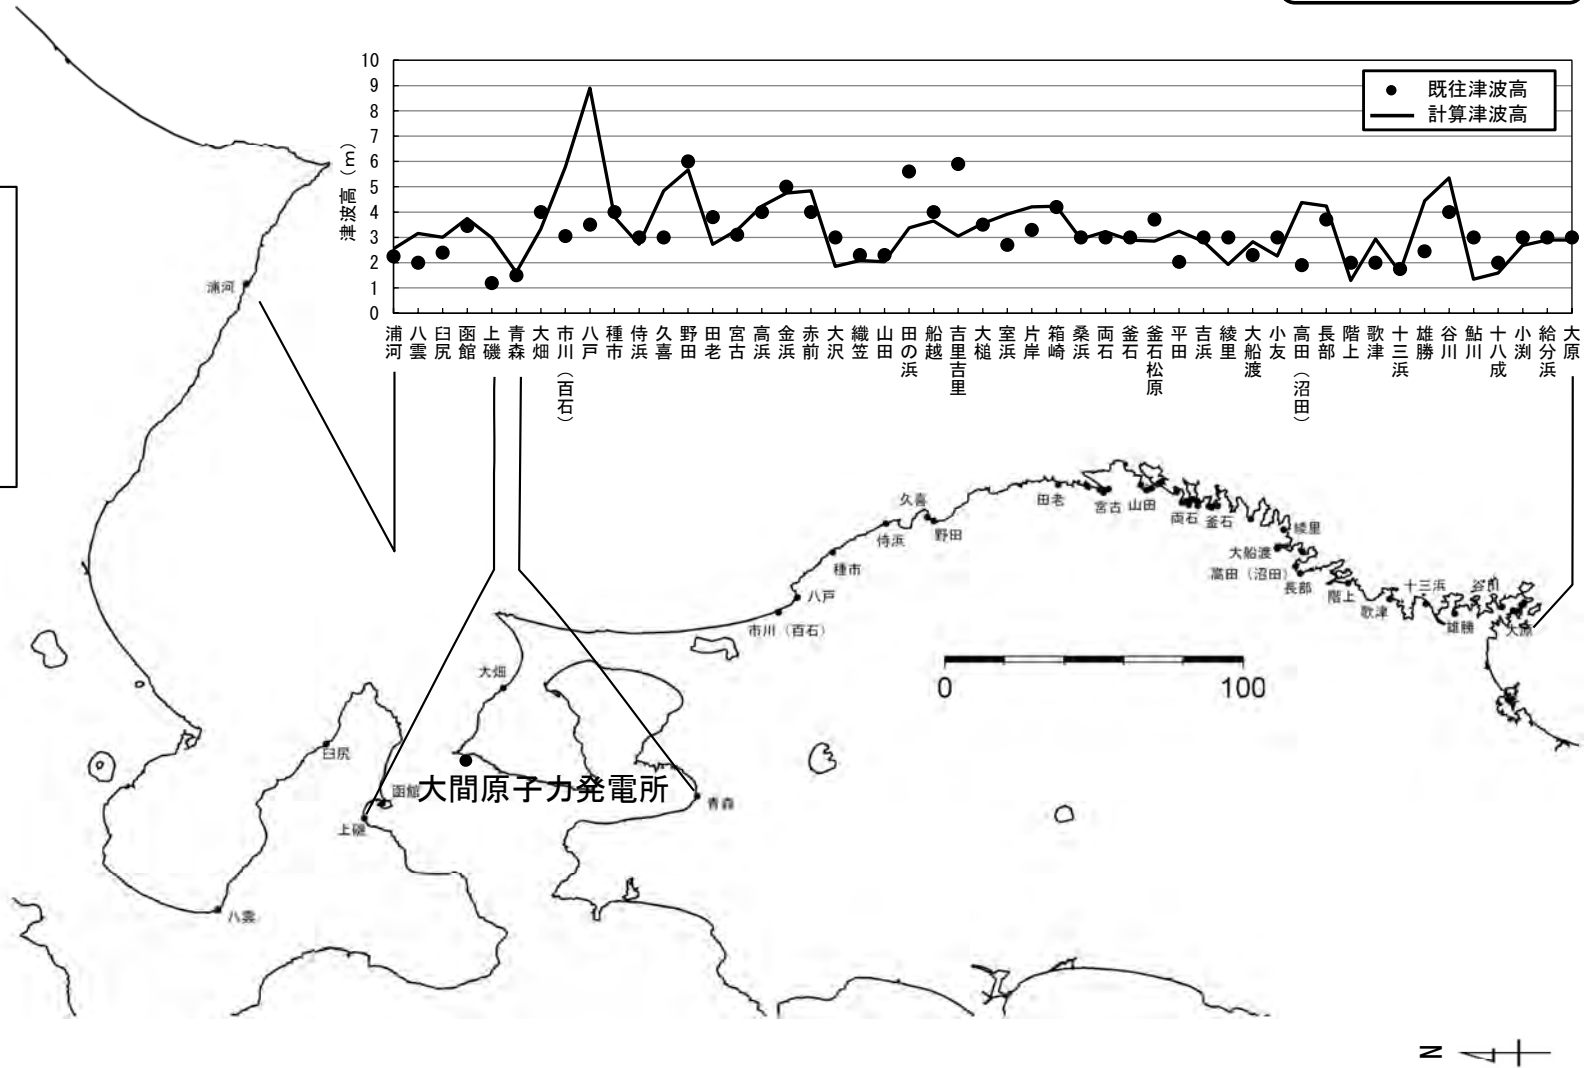 10
9
8
7
6
5
4
3
2
1
0
津波高（m）
既往津波高
計算津波高
浦河
八雲
臼尻
函館
上磯
青森
大畑
市川（百石）
八戸
種市
侍浜
久喜
野田
田老
宮古
高浜
金浜
赤前
大沢
織笠
山田
田の浜
船越
吉里吉里
大槌
室浜
片岸
箱崎
桑浜
両石
釜石
釜石松原
平田
吉浜
綾里
大船渡
小友
高田（沼田）
長部
階上
歌津
十三浜
雄勝
谷川
鮎川
十八成
小渕
給分浜
大原
浦河
久喜
野田
侍浜
種市
八戸
市川（百石）
田老
宮古
山田
両石
釜石
綾里
大船渡
高田（沼田）
長部
階上
歌津
十三浜
雄勝
谷川
大原
0
100
大畑
臼尻
函館
上磯
大間原子力発電所
青森
八雲
N